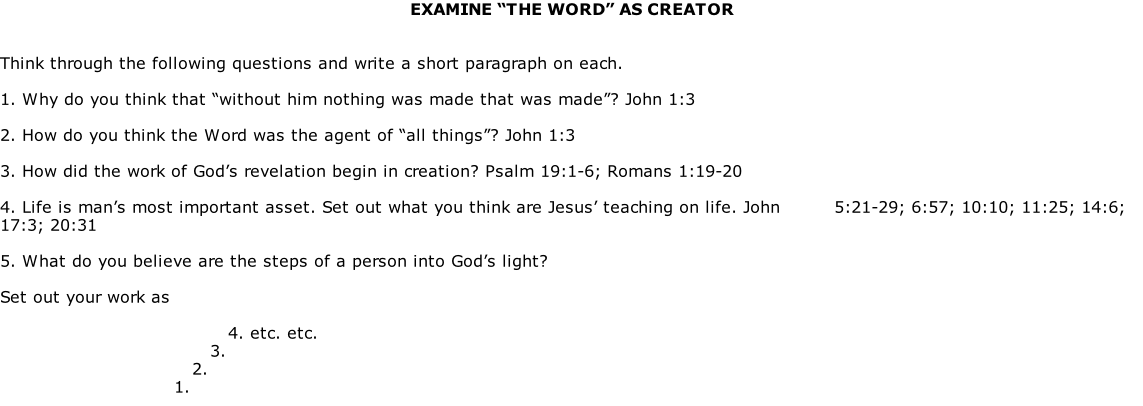 EXAMINE “THE WORD” AS CREATOR
Think through the following questions and write a short paragraph on each.
1. Why do you think that “without him nothing was made that was made”? John 1:3
2. How do you think the Word was the agent of “all things”? John 1:3
3. How did the work of God’s revelation begin in creation? Psalm 19:1-6; Romans 1:19-20
4. Life is man’s most important asset. Set out what you think are Jesus’ teaching on life. John 5:21-29; 6:57; 10:10; 11:25; 14:6;
17:3; 20:31
5. What do you believe are the steps of a person into God’s light?
Set out your work as
4. etc. etc.
3.
2.
1.